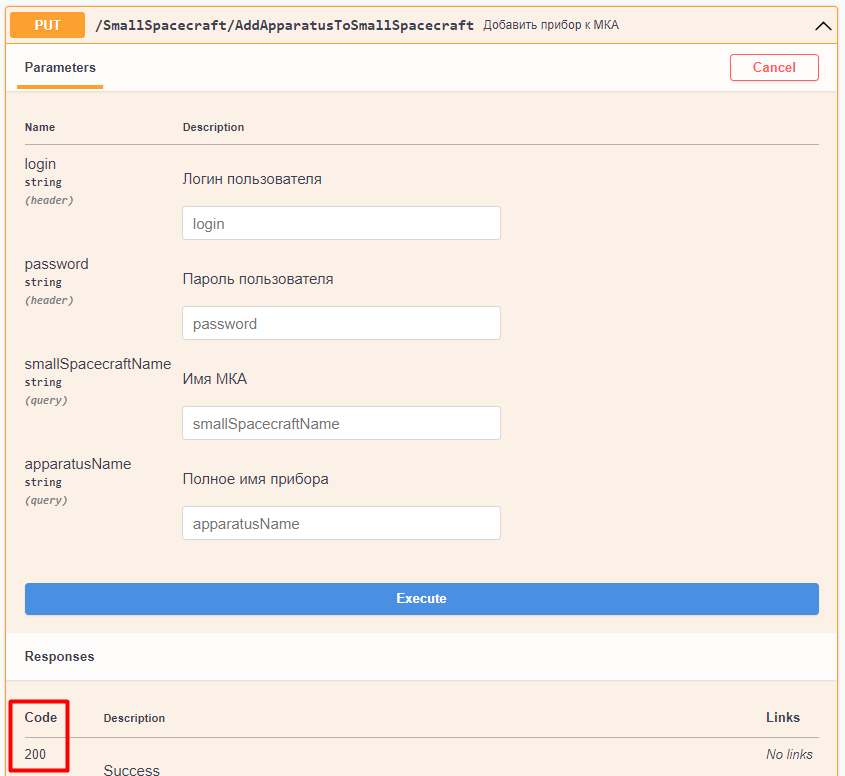 PUT /SmallSpacecraft/AddApparatusToSmallSpacecraft Добавить прибор к МКА
Parameters Cancel
Name Description
login
string
(header)
Логин пользователя
login
password
string
(header)
Пароль пользователя
password
smallSpacecraftName
string
(query)
Имя МКА
smallSpacecraftName
apparatusName
string
(query)
Полное имя прибора
apparatusName
Execute
Responses
Code Description Links
200 No links
Success